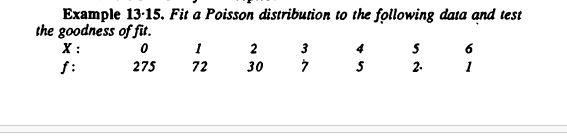 Example 13·15. Fit a Poisson distribution to the following data and test
the goodness of fit.
X : 0 1 2 3 4 5 6
f : 275 72 30 7 5 2· 1